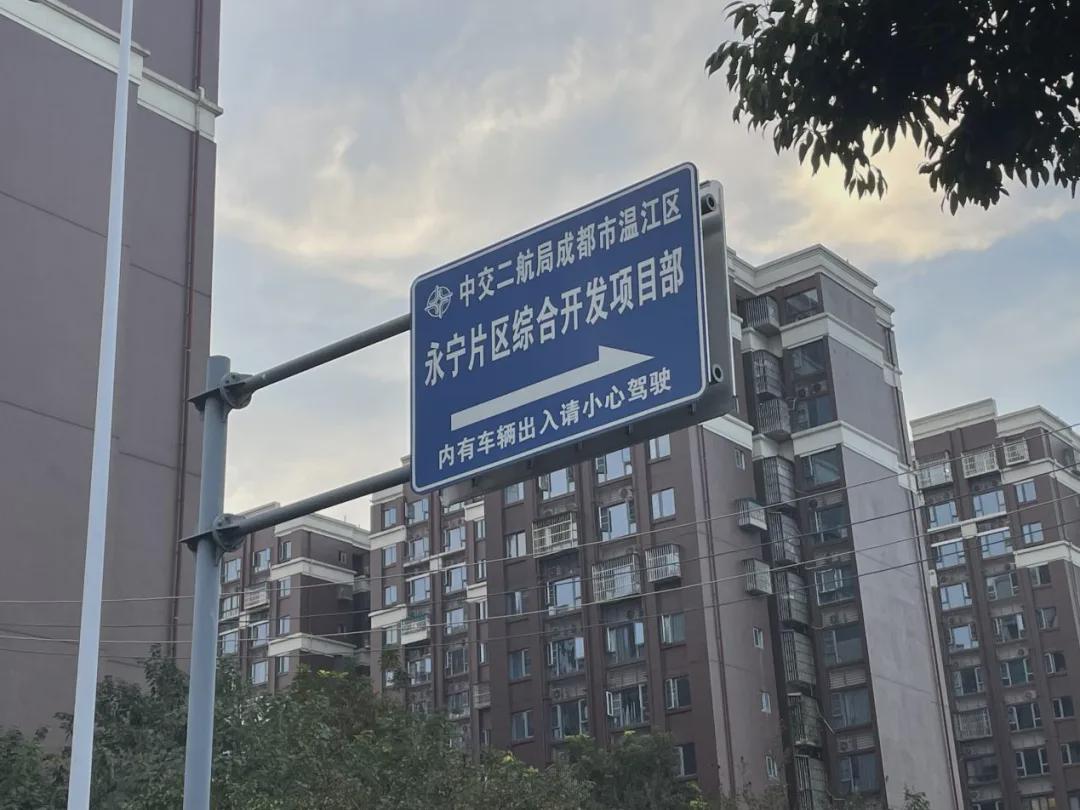 中交二航局成都市温江区
永宁片区综合开发项目部
内有车辆出入请小心驾驶